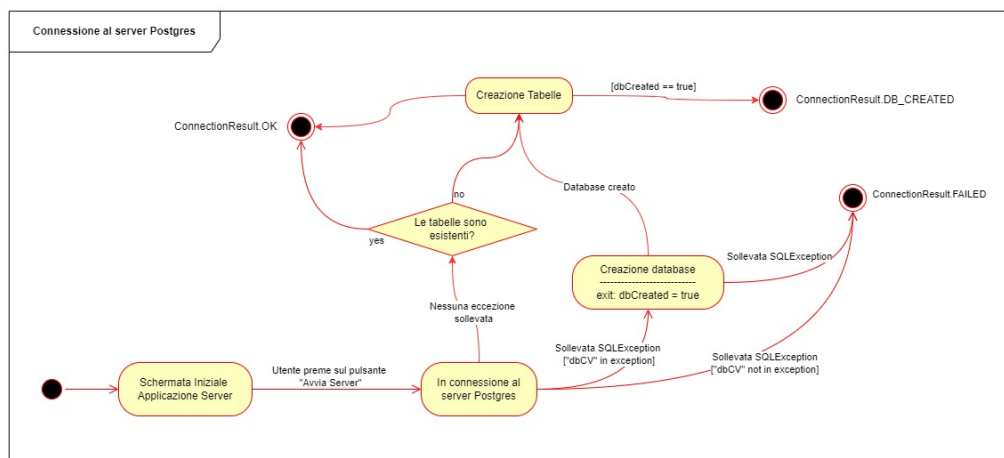 Connessione al server Postgres
Creazione Tabelle
[dbCreated == true]
ConnectionResult.DB_CREATED
ConnectionResult.OK
no
Database creato
ConnectionResult.FAILED
Le tabelle sono
esistenti?
yes
Sollevata SQLException
Creazione database
---------------------------
exit: dbCreated = true
Nessuna eccezione
sollevata
Sollevata SQLException
["dbCV" in exception]
Sollevata SQLException
["dbCV" not in exception]
Utente preme sul pulsante
"Avvia Server"
Schermata Iniziale
Applicazione Server
In connessione al
server Postgres